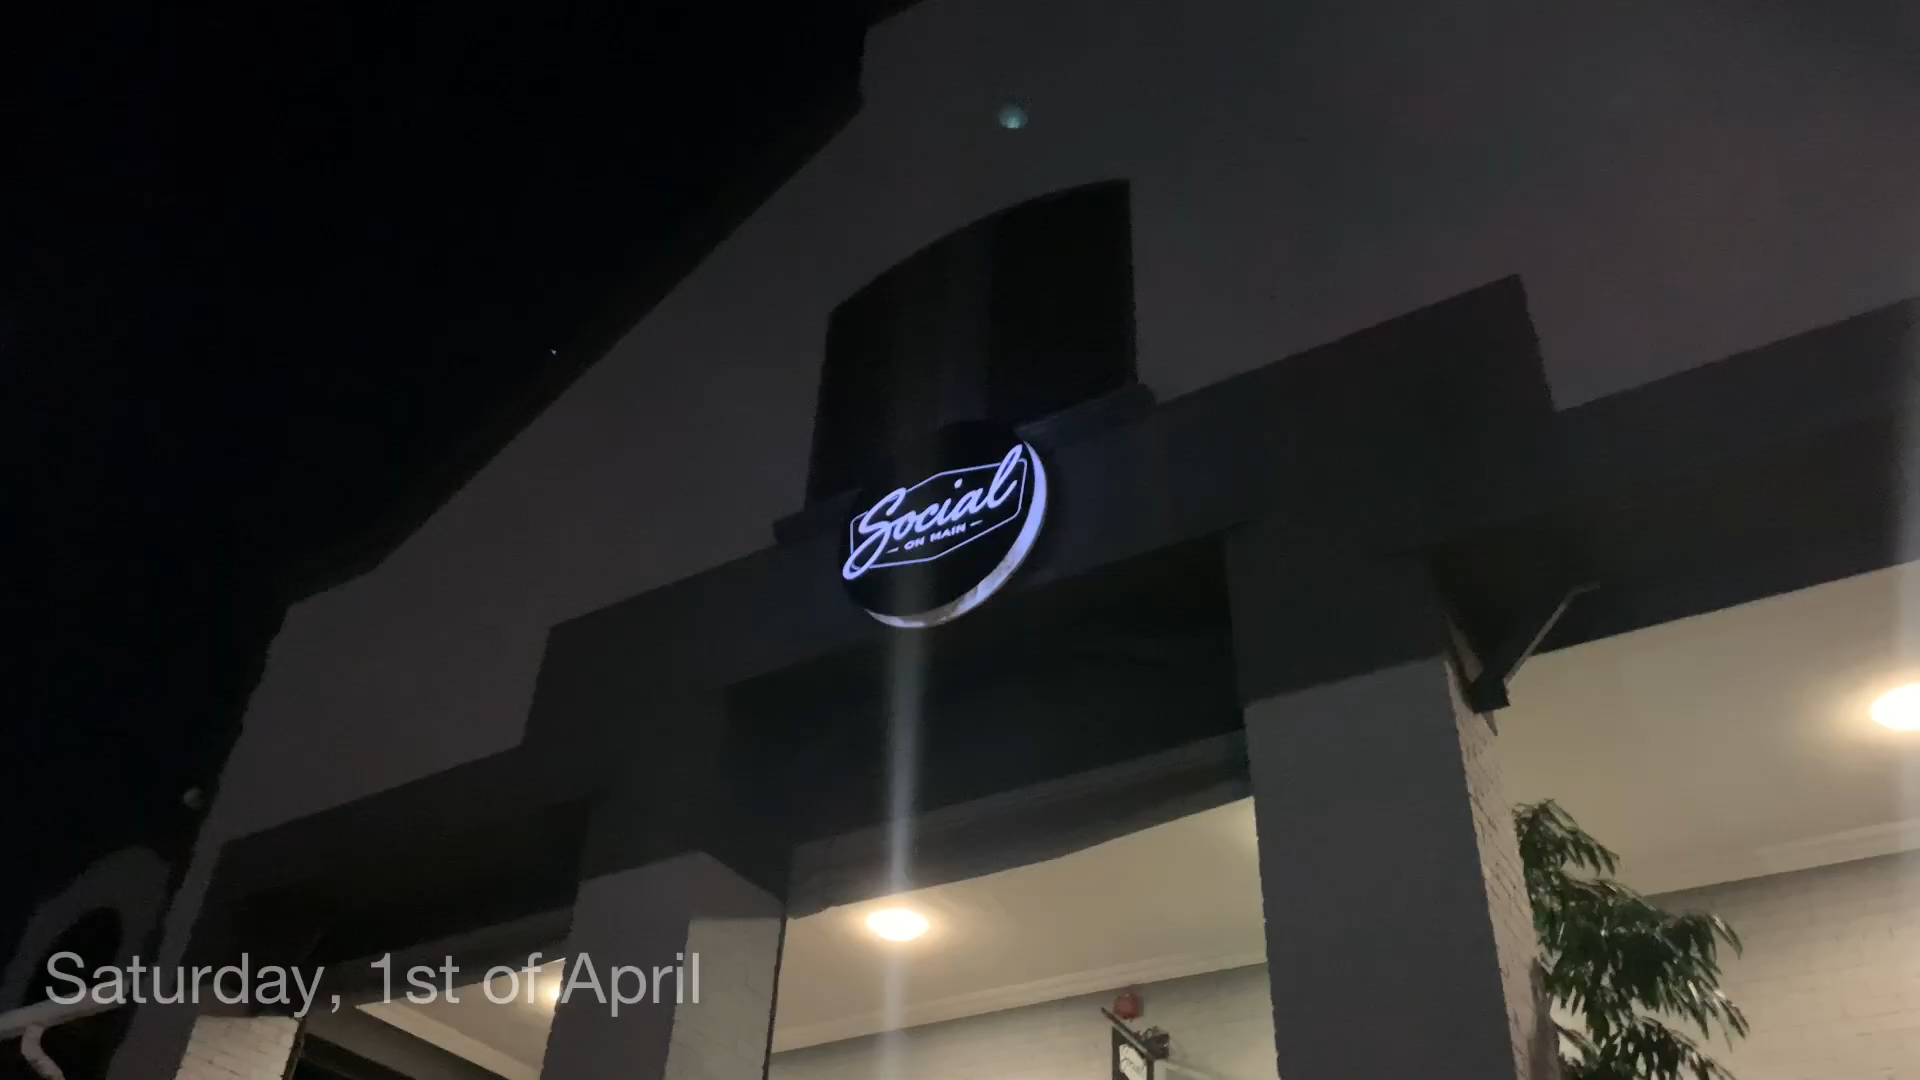 Social
ON MAIN
Saturday, 1st of April